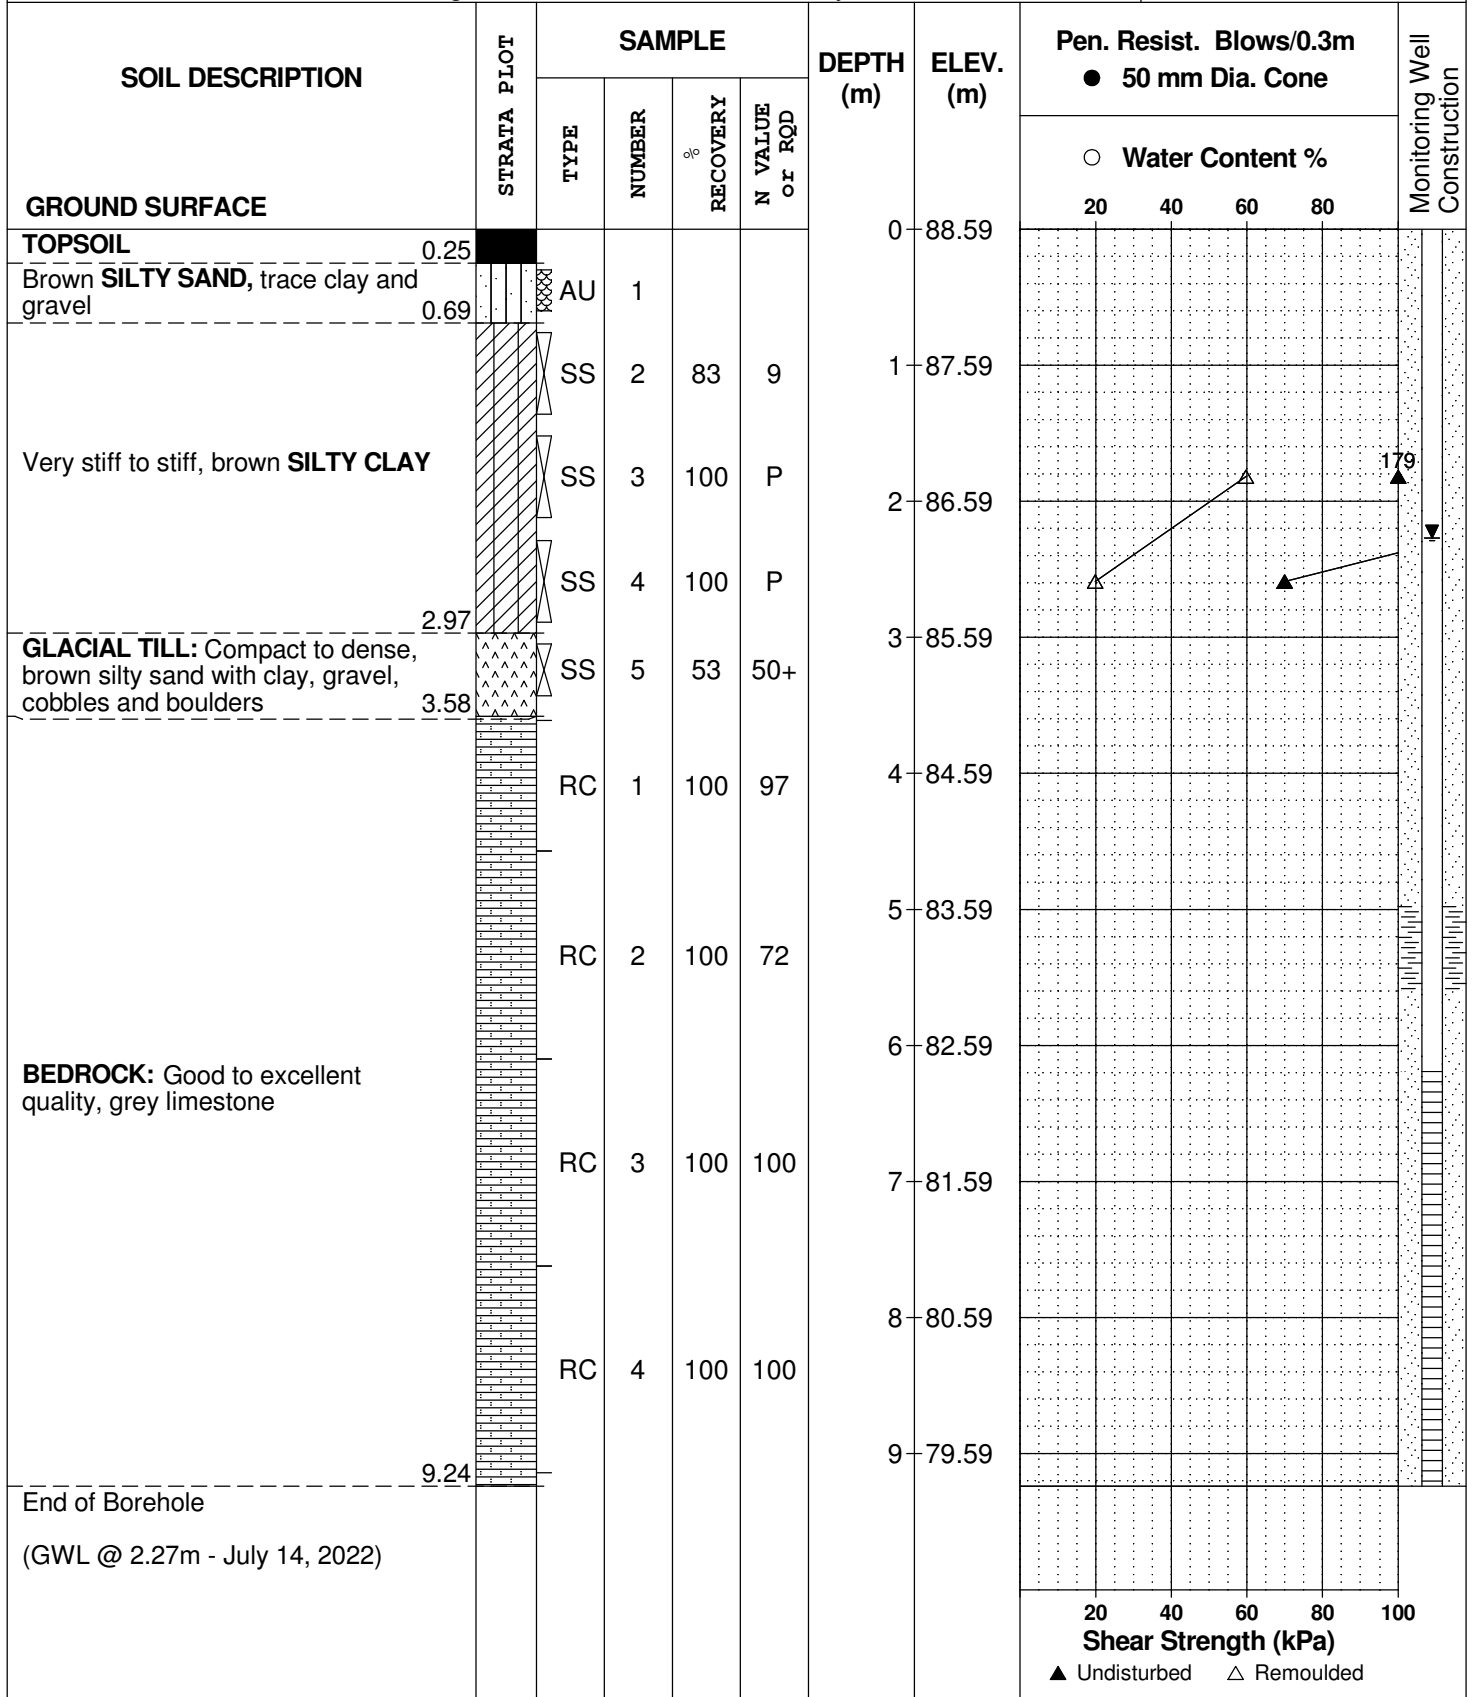 SOIL DESCRIPTION
GROUND SURFACE
STRATA PLOT
SAMPLE
TYPE
NUMBER
% RECOVERY
N VALUE or RQD
DEPTH (m)
ELEV. (m)
Pen. Resist. Blows/0.3m
● 50 mm Dia. Cone
○ Water Content %
20 40 60 80
Monitoring Well Construction
0 88.59
TOPSOIL 0.25
Brown SILTY SAND, trace clay and
gravel 0.69
AU 1
SS 2 83 9
1 87.59
Very stiff to stiff, brown SILTY CLAY
SS 3 100 P
179
2 86.59
SS 4 100 P
2.97
3 85.59
GLACIAL TILL: Compact to dense,
brown silty sand with clay, gravel,
cobbles and boulders 3.58
SS 5 53 50+
RC 1 100 97
4 84.59
5 83.59
RC 2 100 72
6 82.59
BEDROCK: Good to excellent
quality, grey limestone
RC 3 100 100
7 81.59
8 80.59
RC 4 100 100
9 79.59
9.24
End of Borehole
(GWL @ 2.27m - July 14, 2022)
20 40 60 80 100
Shear Strength (kPa)
▲ Undisturbed △ Remoulded